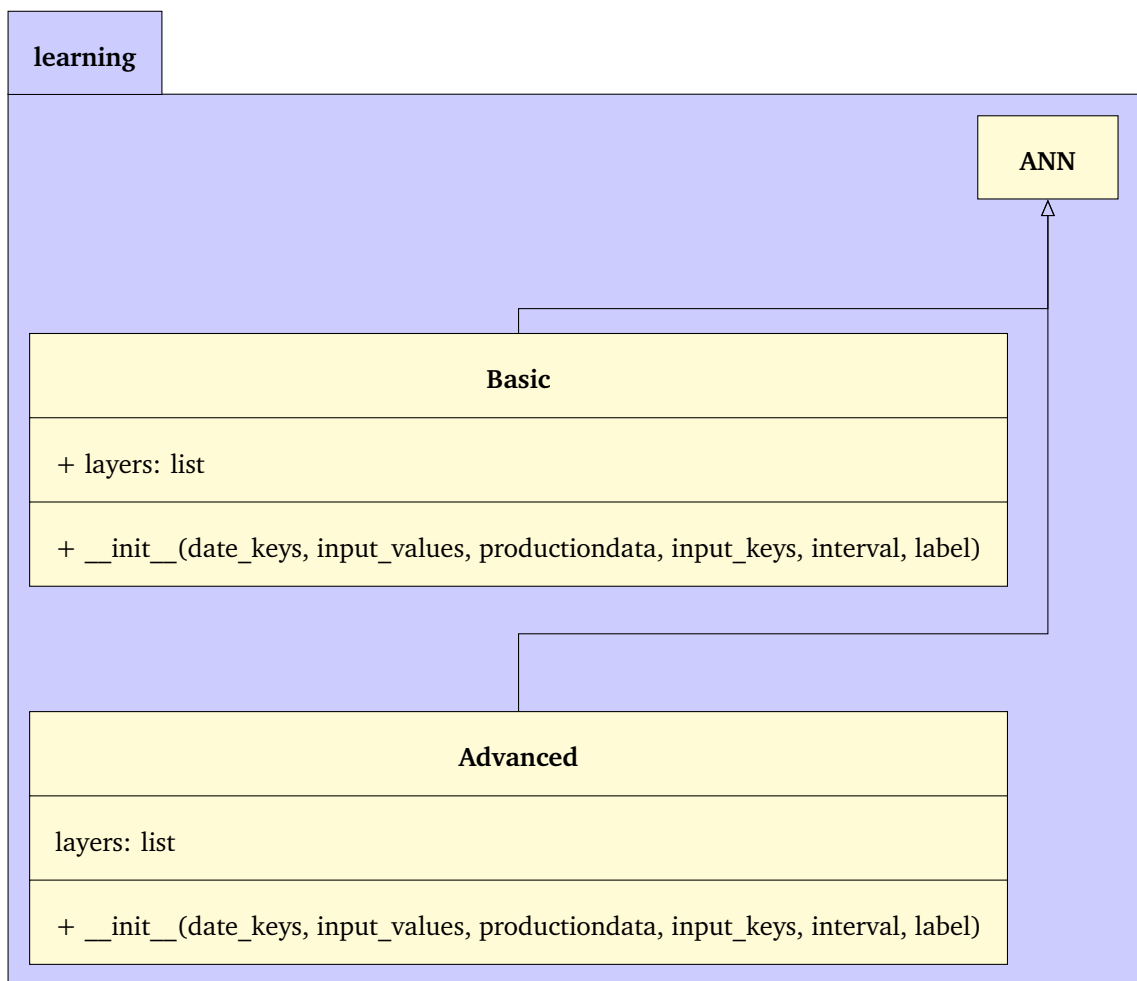 learning
ANN
Basic
+ layers: list
+ __init__(date_keys, input_values, productiondata, input_keys, interval, label)
Advanced
layers: list
+ __init__(date_keys, input_values, productiondata, input_keys, interval, label)